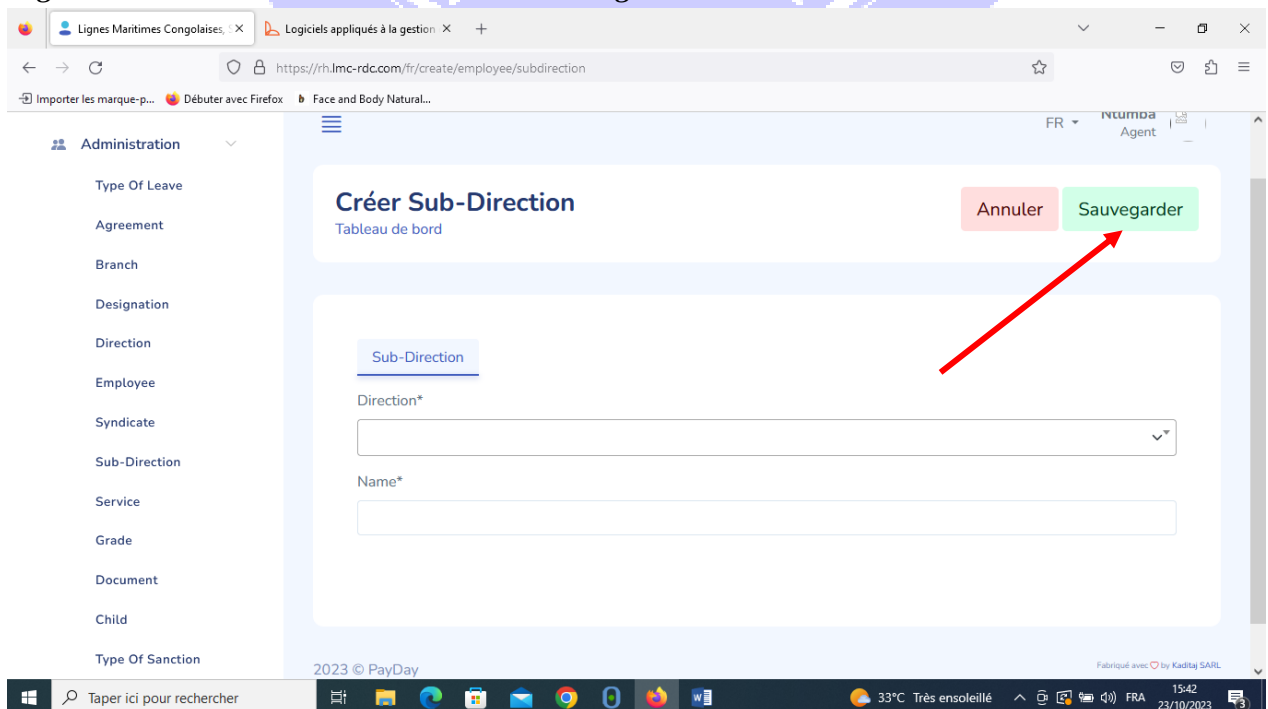 Lignes Maritimes Congolaises, S
Logiciels appliqués à la gestion
https://rh.lmc-rdc.com/fr/create/employee/subdirection
Importer les marque-p...
Débuter avec Firefox
b Face and Body Natural...
FR
Ntumba
Agent
Administration
Type Of Leave
Agreement
Branch
Designation
Direction
Employee
Syndicate
Sub-Direction
Service
Grade
Document
Child
Type Of Sanction
Créer Sub-Direction
Tableau de bord
Annuler
Sauvegarder
Sub-Direction
Direction*
Name*
2023 © PayDay
Fabriqué avec by Kaditaj SARL
Taper ici pour rechercher
33°C Très ensoleillé
FRA
15:42
23/10/2023
3